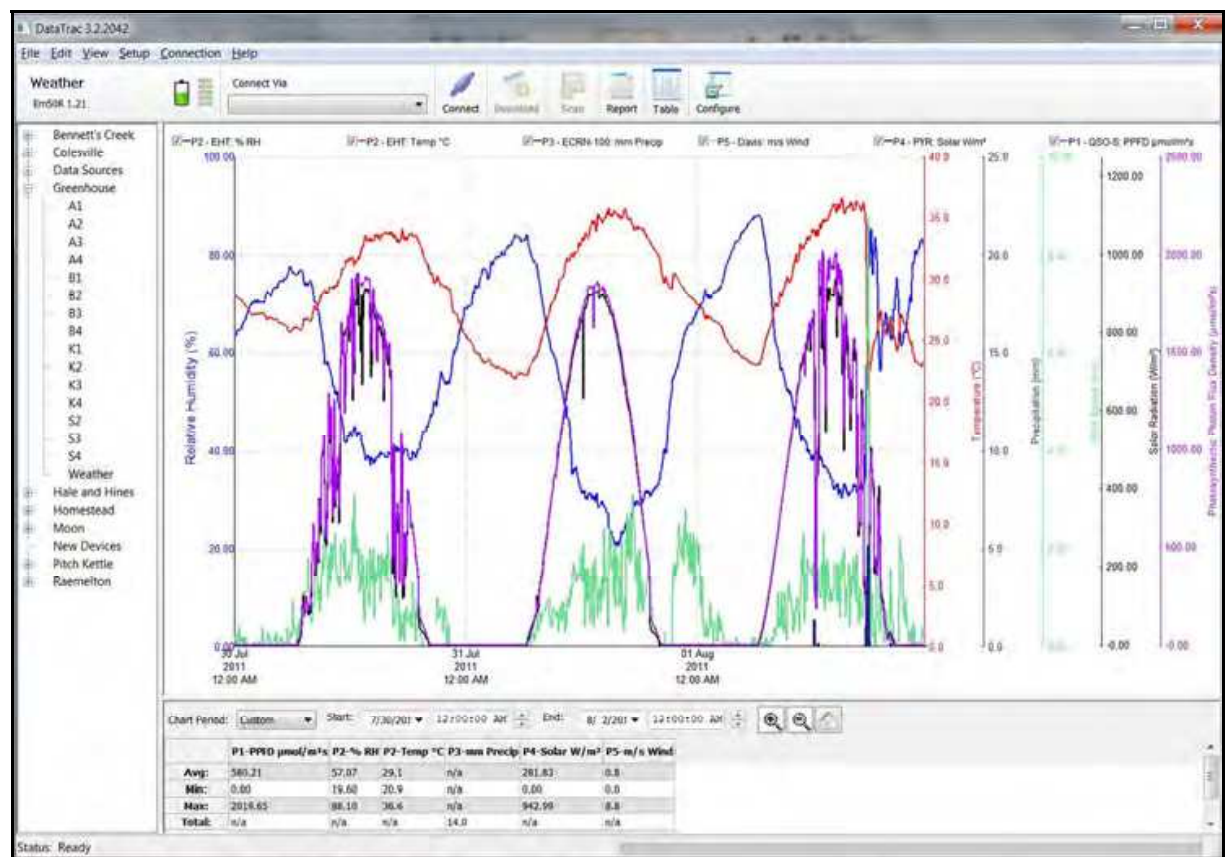 DataTrac 3.2.2042
File Edit View Setup Connection Help
Weather
Em50R 1.21
Connect Via
Connect Download Scan Report Table Configure
Bennett's Creek
Colesville
Data Sources
Greenhouse
A1
A2
A3
A4
B1
B2
B3
B4
K1
K2
K3
K4
S2
S3
S4
Weather
Hale and Hines
Homestead
Moon
New Devices
Pitch Kettle
Raemelton
P2 - EHT: % RH P2 - EHT: Temp °C P3 - ECRN-100: mm Precip P5 - Davis: m/s Wind P4 - PYR: Solar W/m² P1 - QSO-S: PPFD µmol/m²s
100.00
80.00
60.00
40.00
20.00
0.00
Relative Humidity (%)
40.0
35.0
30.0
25.0
20.0
15.0
10.0
5.0
0.0
Temperature (°C)
25.0
20.0
15.0
10.0
5.0
0.0
Precipitation (mm)
1200.00
1000.00
800.00
600.00
400.00
200.00
-0.00
Solar Radiation (W/m²)
2500.00
2000.00
1500.00
1000.00
500.00
-0.00
Photosynthetic Photon Flux Density (µmol/m²s)
30 Jul
2011
12:00 AM
31 Jul
2011
12:00 AM
01 Aug
2011
12:00 AM
Chart Period: Custom Start: 7/30/201 12:00:00 AM End: 8/ 2/201 12:00:00 AM
P1-PPFD µmol/m²s P2-% RH P2-Temp °C P3-mm Precip P4-Solar W/m² P5-m/s Wind
Avg: 580.21 57.07 29.1 n/a 281.83 0.8
Min: 0.00 19.60 20.9 n/a 0.00 0.0
Max: 2019.65 88.10 36.6 n/a 942.99 8.8
Total: n/a n/a n/a 14.0 n/a n/a
Status: Ready